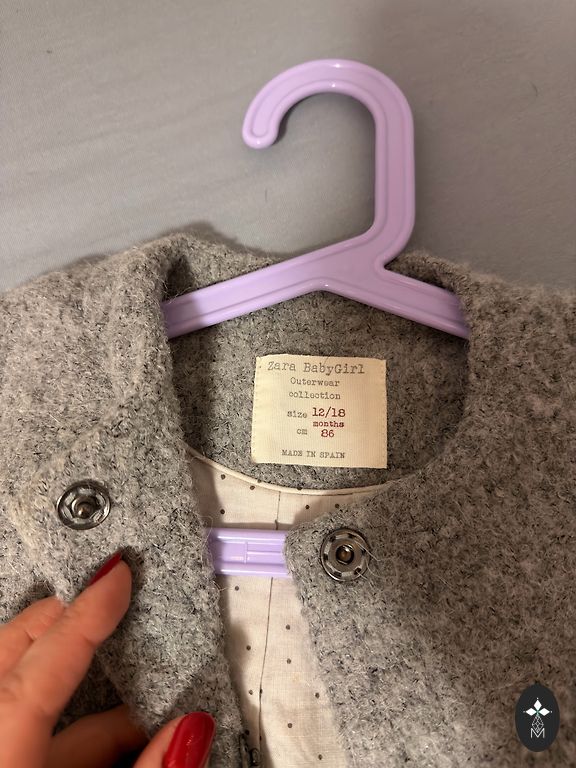 Zara BabyGirl
Outerwear
collection
size 12/18
months
cm 86
MADE IN SPAIN